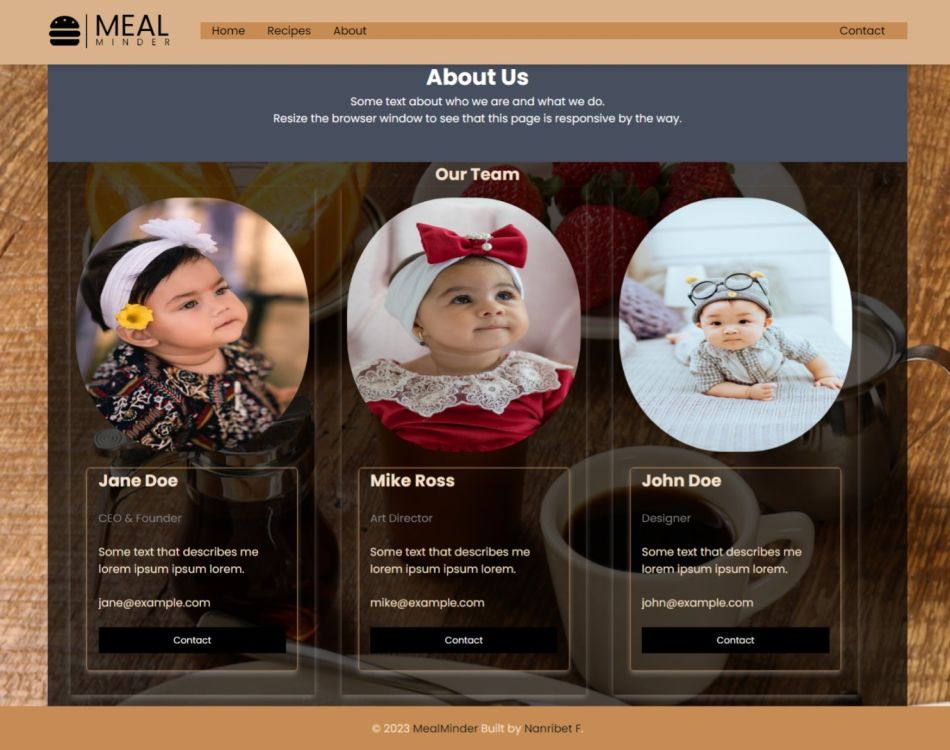 MEAL
MINDER
Home Recipes About Contact
About Us
Some text about who we are and what we do.
Resize the browser window to see that this page is responsive by the way.
Our Team
Jane Doe
CEO & Founder
Some text that describes me
lorem ipsum ipsum lorem.
jane@example.com
Contact
Mike Ross
Art Director
Some text that describes me
lorem ipsum ipsum lorem.
mike@example.com
Contact
John Doe
Designer
Some text that describes me
lorem ipsum ipsum lorem.
john@example.com
Contact
© 2023 MealMinder Built by Nanribet F.